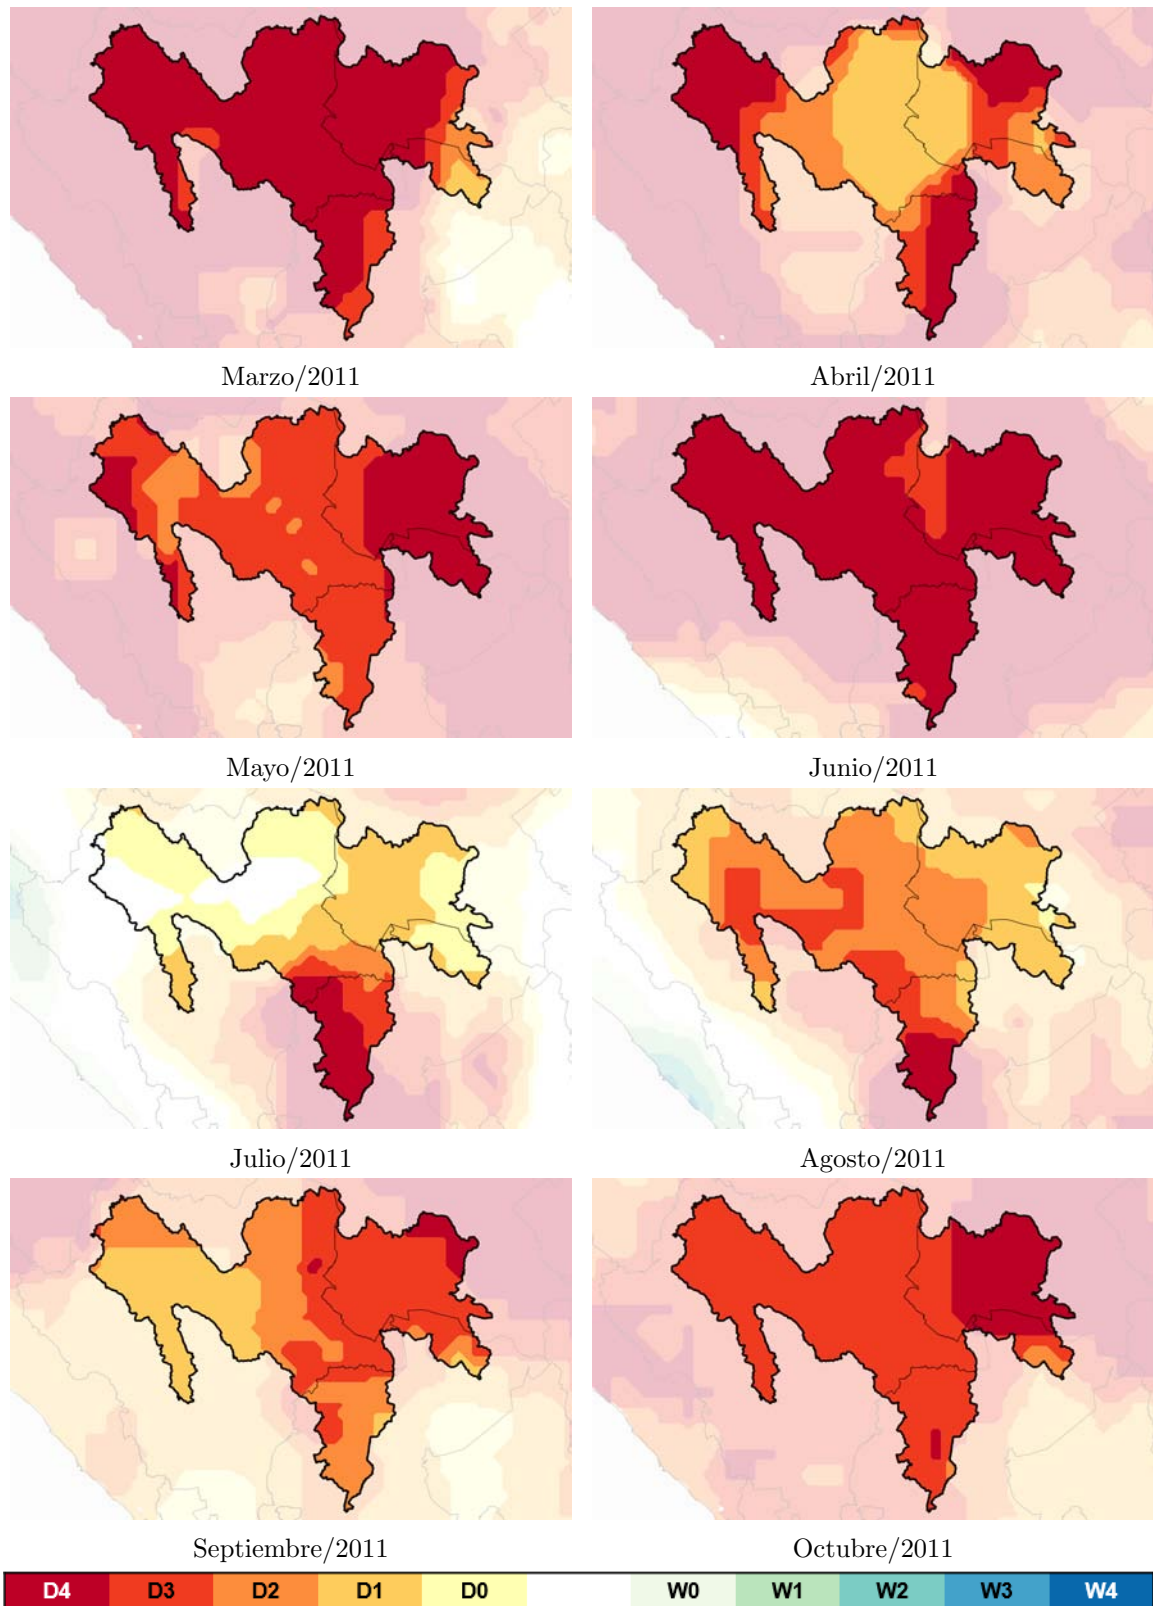 Marzo/2011
Abril/2011
Mayo/2011
Junio/2011
Julio/2011
Agosto/2011
Septiembre/2011
Octubre/2011
D4 D3 D2 D1 D0 W0 W1 W2 W3 W4